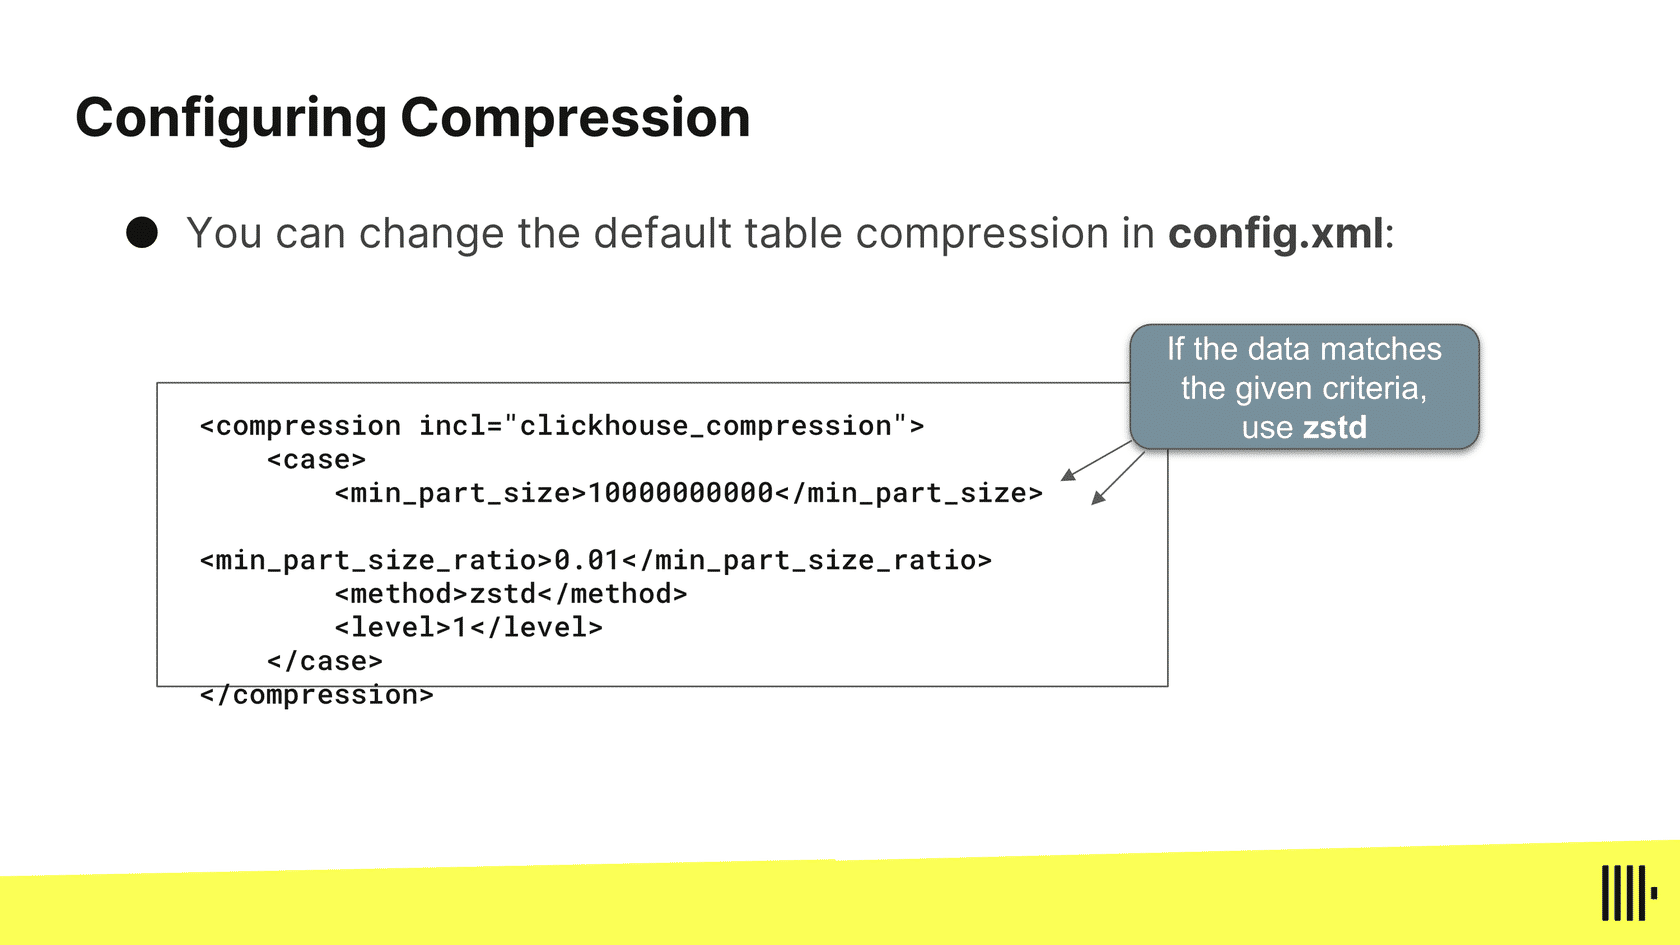 Configuring Compression
● You can change the default table compression in config.xml:
If the data matches
the given criteria,
use zstd
<compression incl="clickhouse_compression">
    <case>
        <min_part_size>10000000000</min_part_size>
<min_part_size_ratio>0.01</min_part_size_ratio>
        <method>zstd</method>
        <level>1</level>
    </case>
</compression>